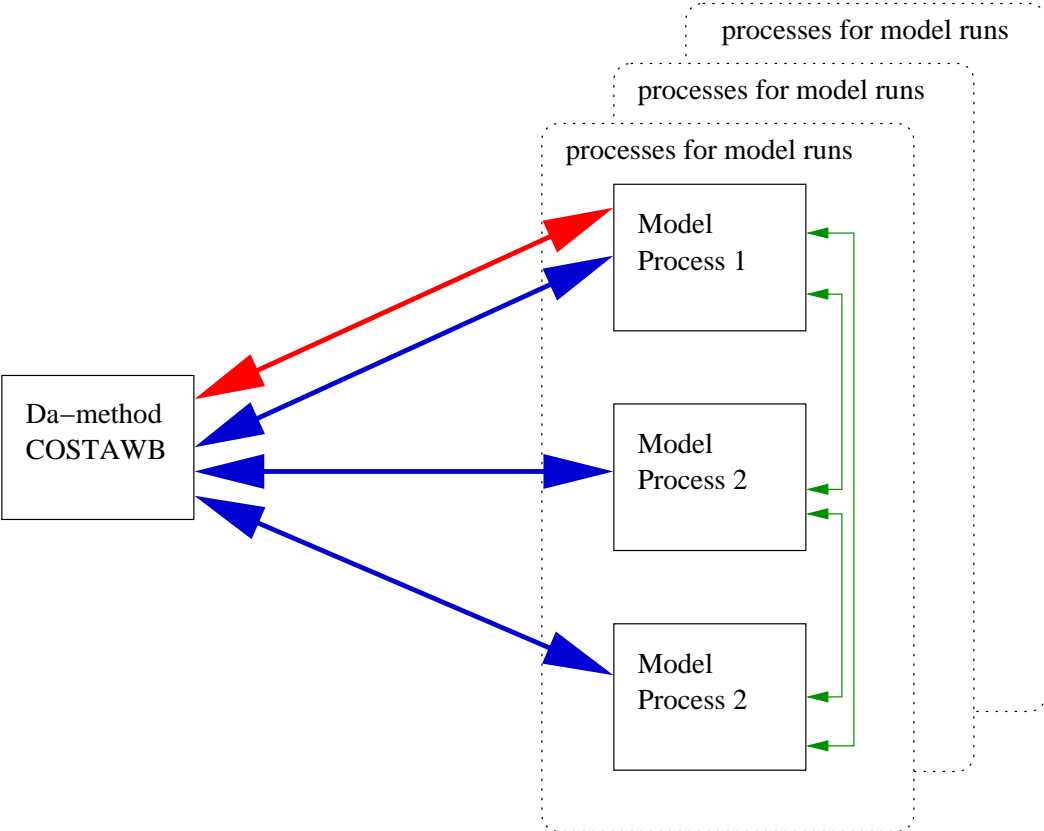 processes for model runs
processes for model runs
processes for model runs
Model
Process 1
Da−method
COSTAWB
Model
Process 2
Model
Process 2